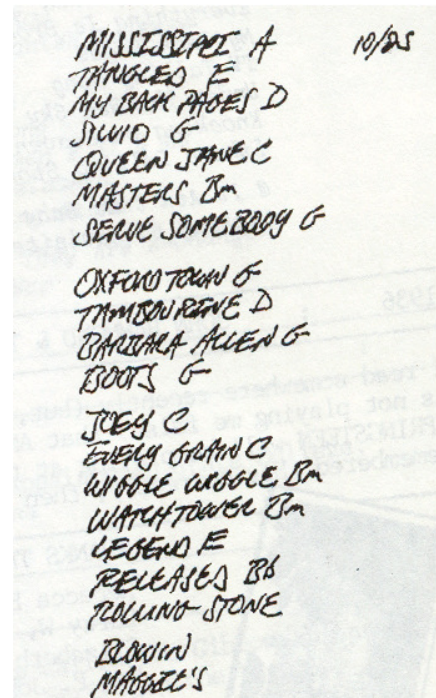 MISSISSIPPI A 10/25
TANGLED E
MY BACK PAGES D
SILVIO G
QUEEN JANE C
MASTERS Bm
SERVE SOMEBODY G
OXFORD TOWN G
TAMBOURINE D
BARBARA ALLEN G
BOOTS G
JOEY C
EVERY GRAIN C
WIGGLE WIGGLE Bm
WATCHTOWER Bm
LEGEND E
RELEASED Bb
ROLLING STONE
BLOWIN
MAGGIE'S